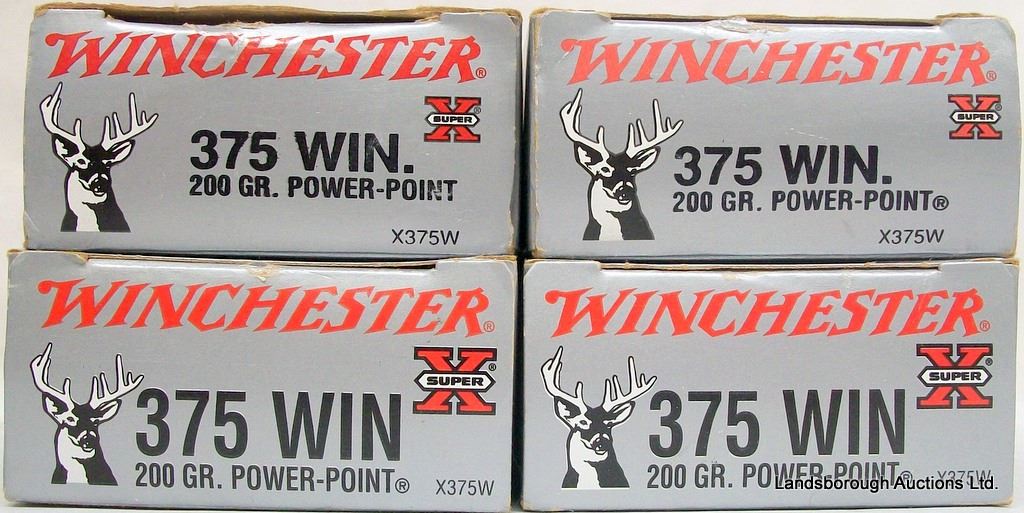 WINCHESTER®
X® SUPER
375 WIN.
200 GR. POWER-POINT
X375W
WINCHESTER®
X® SUPER
375 WIN.
200 GR. POWER-POINT®
X375W
WINCHESTER®
X® SUPER
375 WIN
200 GR. POWER-POINT®
X375W
WINCHESTER®
X® SUPER
375 WIN
200 GR. POWER-POINT®
X375W
Landsborough Auctions Ltd.